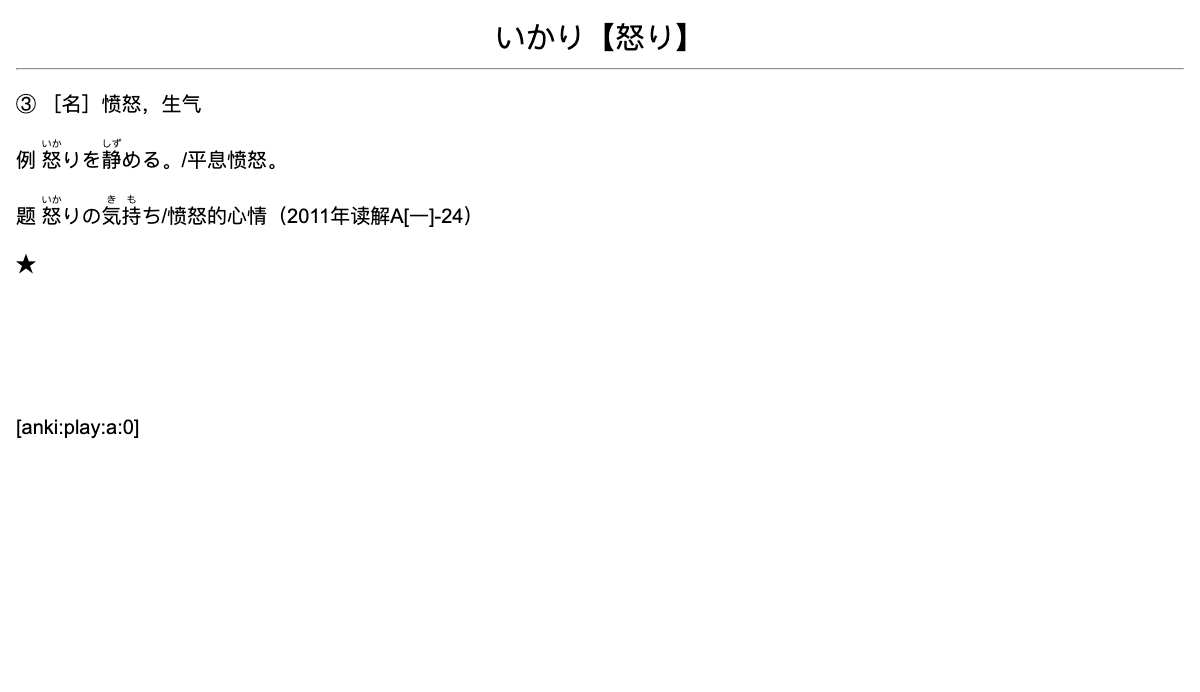 いかり【怒り】
③ ［名］愤怒，生气
例 怒りを静める。/平息愤怒。
いか しず
题 怒りの気持ち/愤怒的心情（2011年读解A[一]-24）
いか き も
★
[anki:play:a:0]